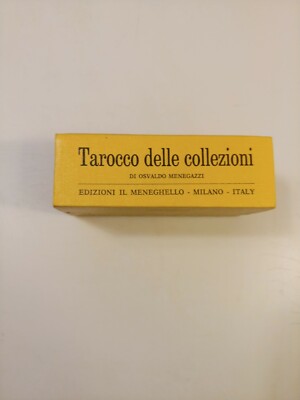 Tarocco delle collezioni
DI OSVALDO MENEGAZZI
EDIZIONI IL MENEGHELLO - MILANO - ITALY